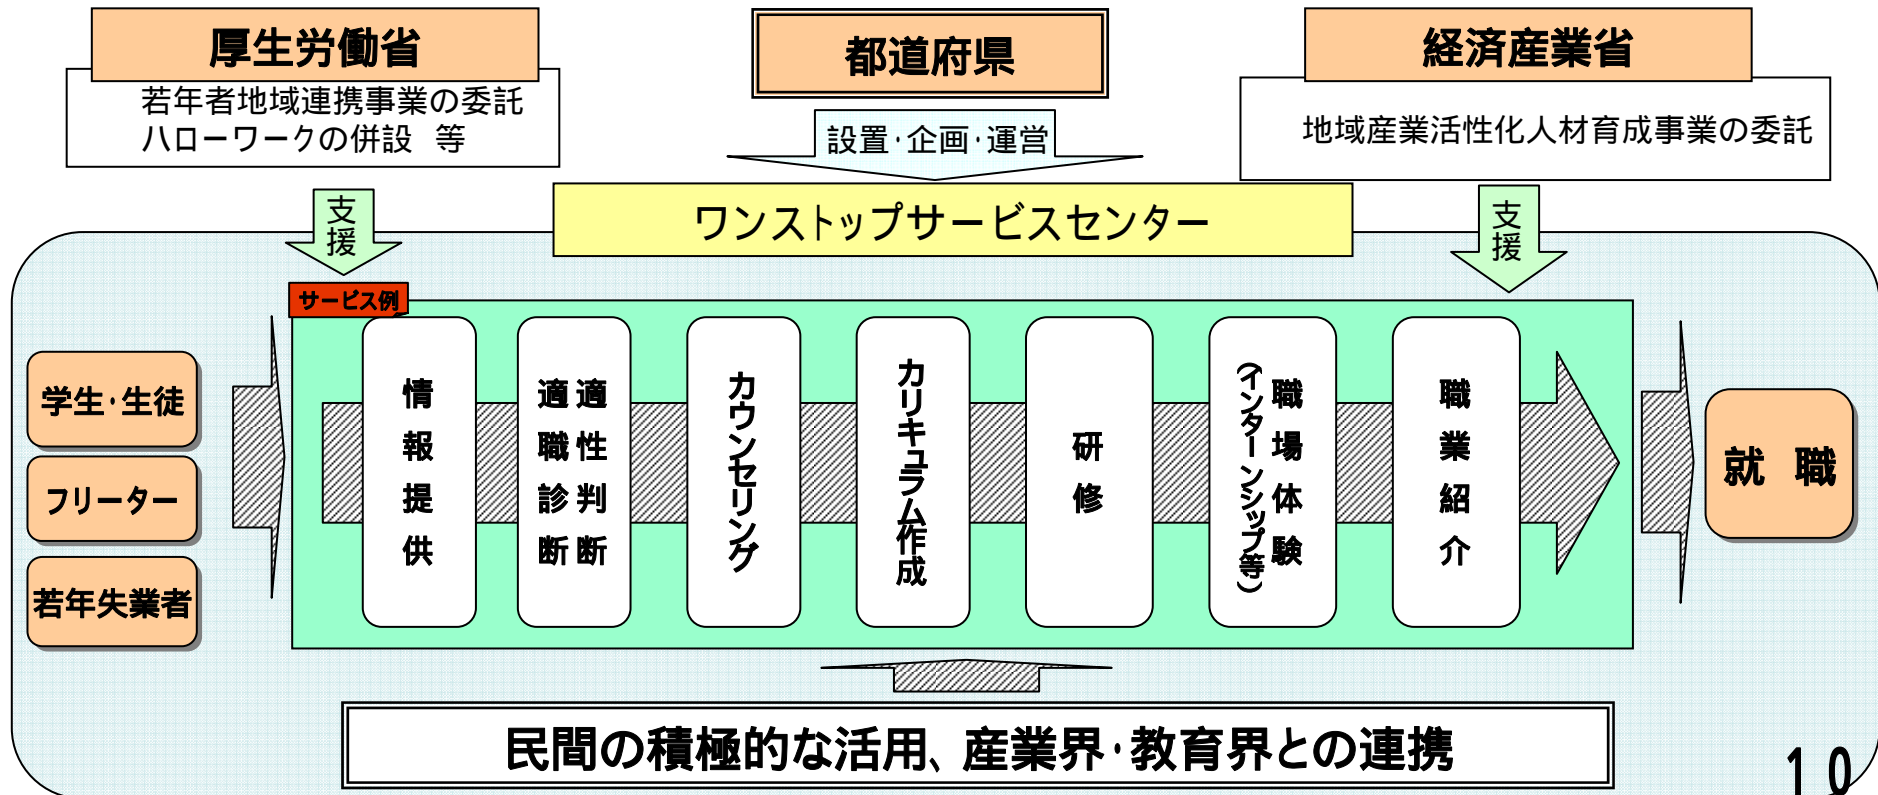 厚生労働省
若年者地域連携事業の委託
ハローワークの併設 等
都道府県
設置・企画・運営
経済産業省
地域産業活性化人材育成事業の委託
支援
ワンストップサービスセンター
支援
サービス例
学生・生徒
フリーター
若年失業者
情報提供
適性判断
適職診断
カウンセリング
カリキュラム作成
研修
職場体験
(インターンシップ等)
職業紹介
就 職
民間の積極的な活用、産業界・教育界との連携
10